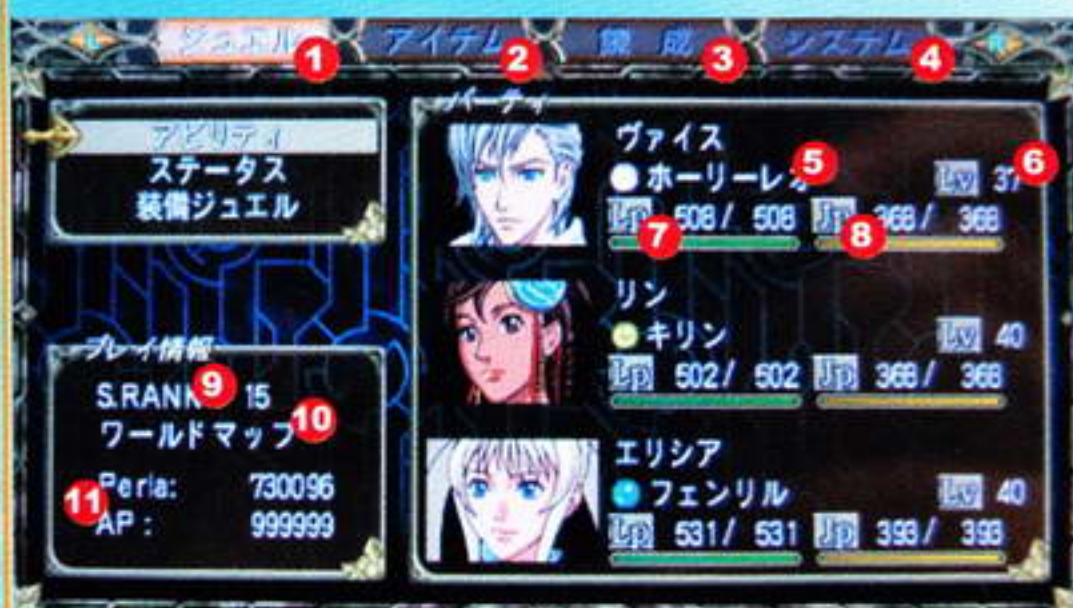 L ジュエル 1 アイテム 2 錬成 3 システム 4 R
アビリティ
ステータス
装備ジュエル
パーティ
ヴァイス
ホーリーレオ 5 Lv 37 6
Lp 7 508/ 508 Jp 8 368/ 368
リン
キリン Lv 40
Lp 502/ 502 Jp 368/ 368
エリシア
フェンリル Lv 40
Lp 531/ 531 Jp 393/ 393
プレイ情報
S.RANK 9 15
ワールドマップ 10
11 Perla: 730096
AP: 999999